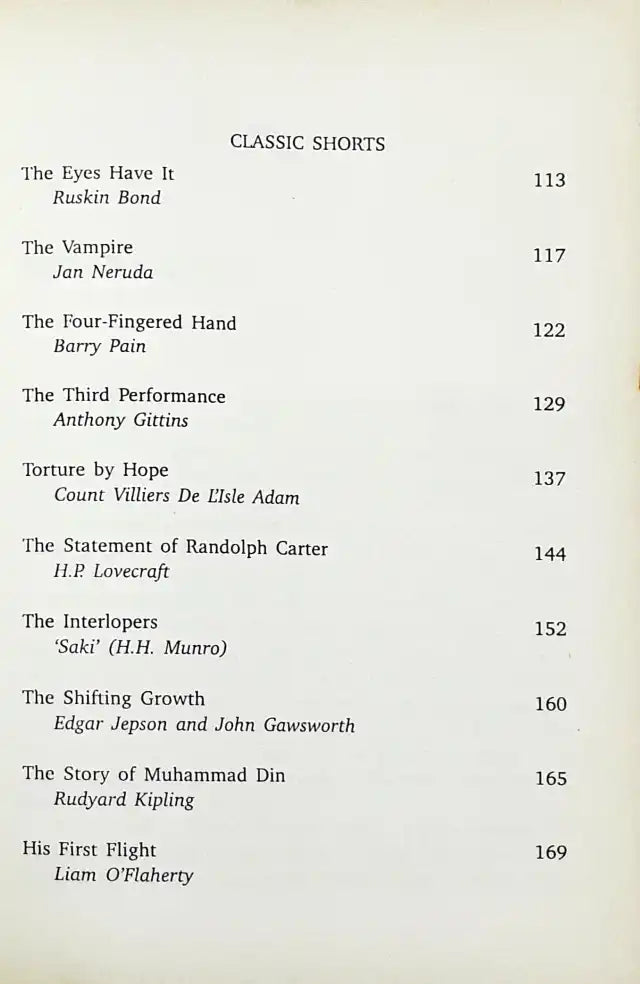 CLASSIC SHORTS
The Eyes Have It 113
Ruskin Bond
The Vampire 117
Jan Neruda
The Four-Fingered Hand 122
Barry Pain
The Third Performance 129
Anthony Gittins
Torture by Hope 137
Count Villiers De L'Isle Adam
The Statement of Randolph Carter 144
H.P. Lovecraft
The Interlopers 152
‘Saki’ (H.H. Munro)
The Shifting Growth 160
Edgar Jepson and John Gawsworth
The Story of Muhammad Din 165
Rudyard Kipling
His First Flight 169
Liam O'Flaherty